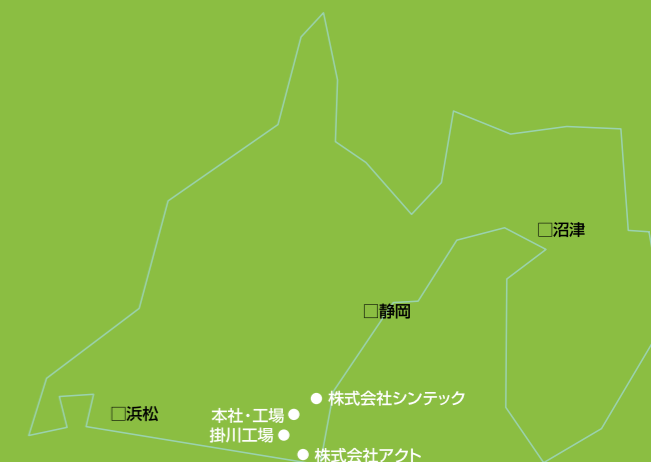 □沼津
□静岡
株式会社シンテック
□浜松
本社・工場
掛川工場
株式会社アクト